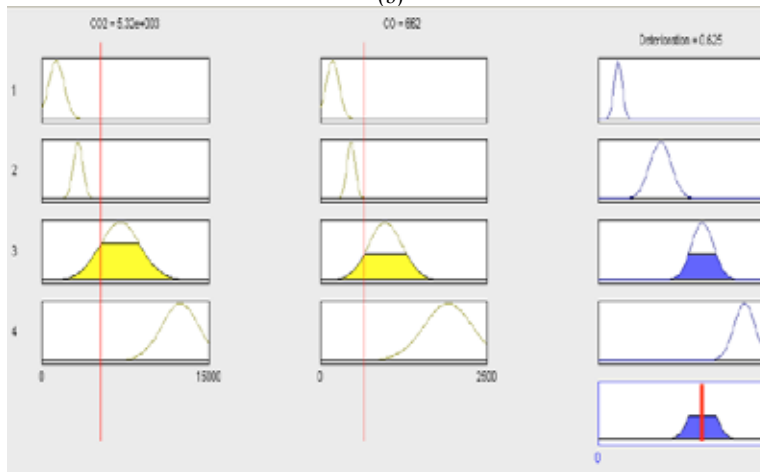 (b)
CO2 = 5.32e+003
CO = 662
Deterioration = 0.625
1
2
3
4
0
15000
0
2500
0